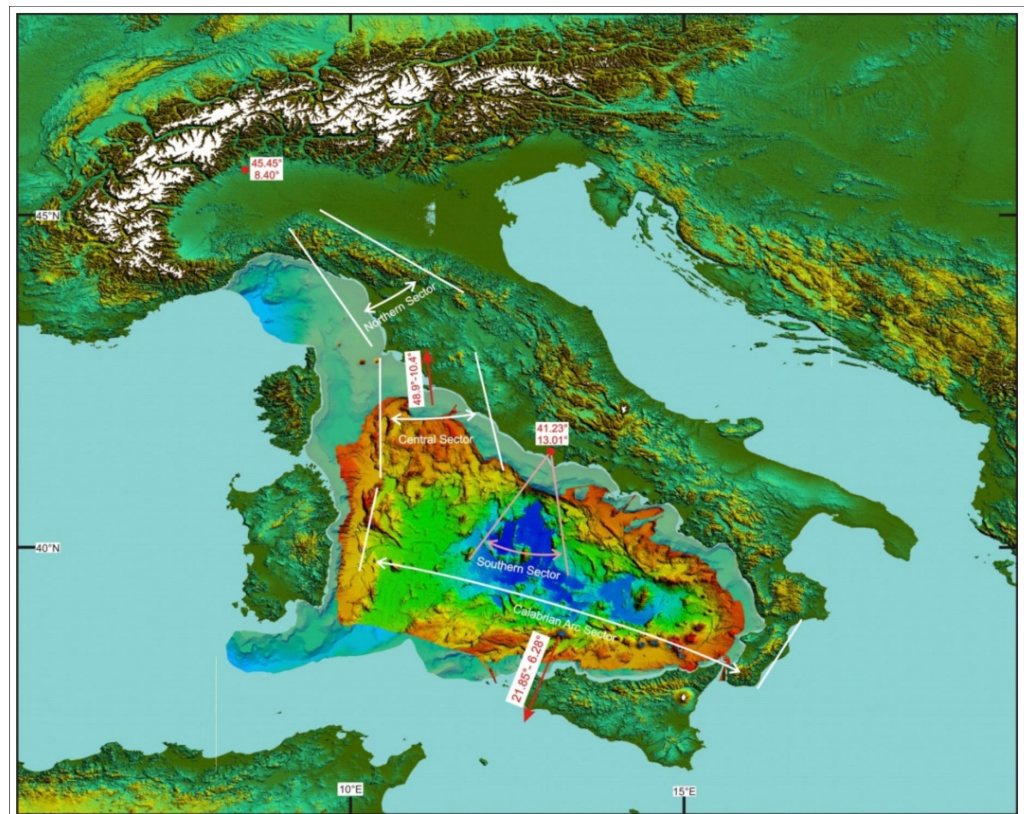 45.45°
8.40°
45°N
Northern Sector
48.9°-10.4°
Central Sector
41.23°
13.01°
40°N
Southern Sector
Calabrian Arc Sector
21.85°- 6.28°
10°E
15°E